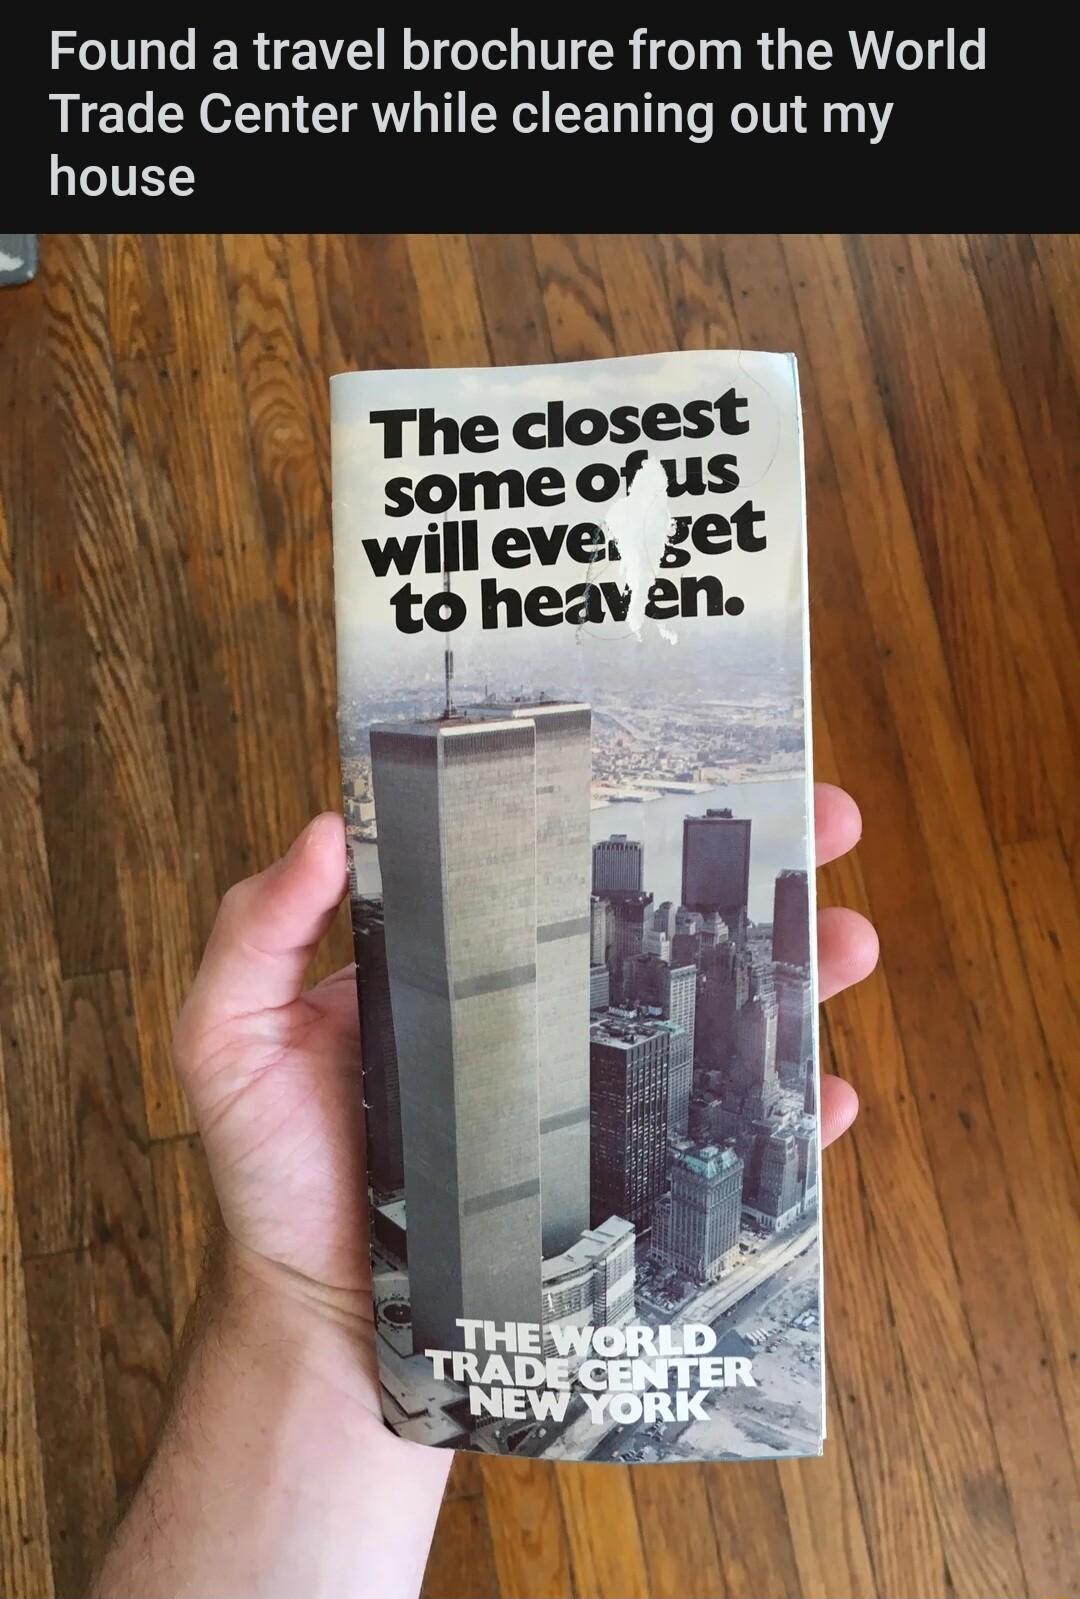 Found a travel brochure from the World
Trade Center while cleaning out my
house
The closest
some of us
will ever get
to heaven.
THE WORLD
TRADE CENTER
NEW YORK